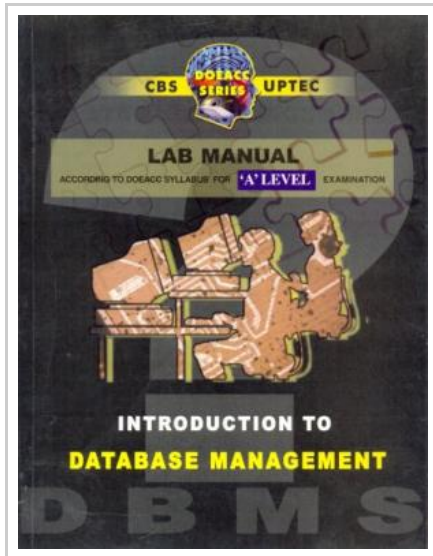 DOEACC
CBS SERIES UPTEC
LAB MANUAL
ACCORDING TO DOEACC SYLLABUS FOR 'A' LEVEL EXAMINATION
INTRODUCTION TO
DATABASE MANAGEMENT
DBMS